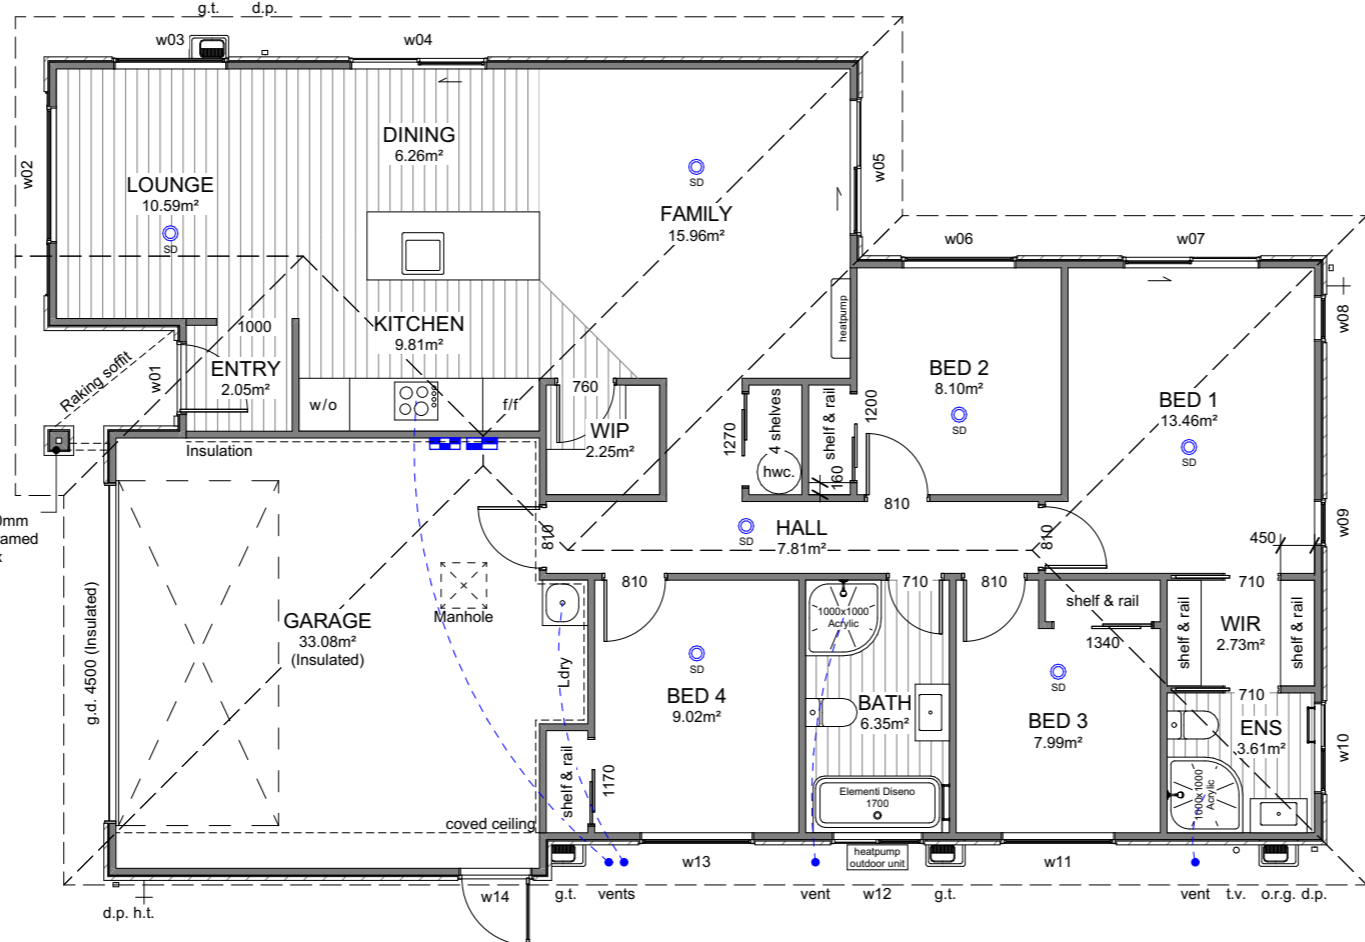 g.t.
d.p.
w03
w04
w02
DINING
6.26m²
LOUNGE
10.59m²
SD
SD
FAMILY
15.96m²
w05
w06
w07
w08
1000
KITCHEN
9.81m²
heatpump
ENTRY
2.05m²
w01
Raking soffit
w/o
f/f
760
WIP
2.25m²
1270
4 shelves
hwc.
shelf & rail
1200
160
BED 2
8.10m²
SD
BED 1
13.46m²
SD
Insulation
0mm
amed
x
g.d. 4500 (Insulated)
810
SD
HALL
7.81m²
810
810
450
w09
GARAGE
33.08m²
(Insulated)
Manhole
Ldry
810
1000x1000
Acrylic
710
810
shelf & rail
1340
710
shelf & rail
WIR
2.73m²
shelf & rail
710
SD
BED 4
9.02m²
BATH
6.35m²
SD
BED 3
7.99m²
ENS
3.61m²
w10
shelf & rail
1170
Elementi Diseno
1700
1000x1000
Acrylic
coved ceiling
heatpump
outdoor unit
w13
w11
d.p. h.t.
w14
g.t.
vents
vent
w12
g.t.
vent
t.v.
o.r.g.
d.p.